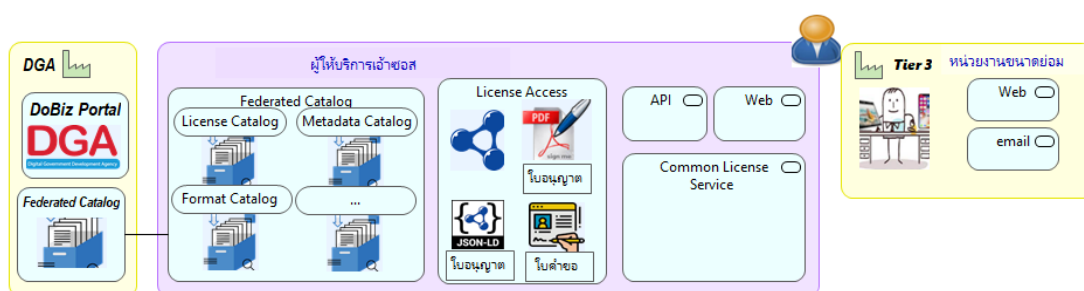 DGA
DoBiz Portal
DGA
Digital Government Development Agency
Federated Catalog
ผู้ให้บริการเอ้าซอส
Federated Catalog
License Catalog
Metadata Catalog
Format Catalog
...
License Access
PDF
sign me
ใบอนุญาต
JSON-LD
ใบอนุญาต
ใบคำขอ
API
Web
Common License
Service
Tier 3
หน่วยงานขนาดย่อม
Web
email